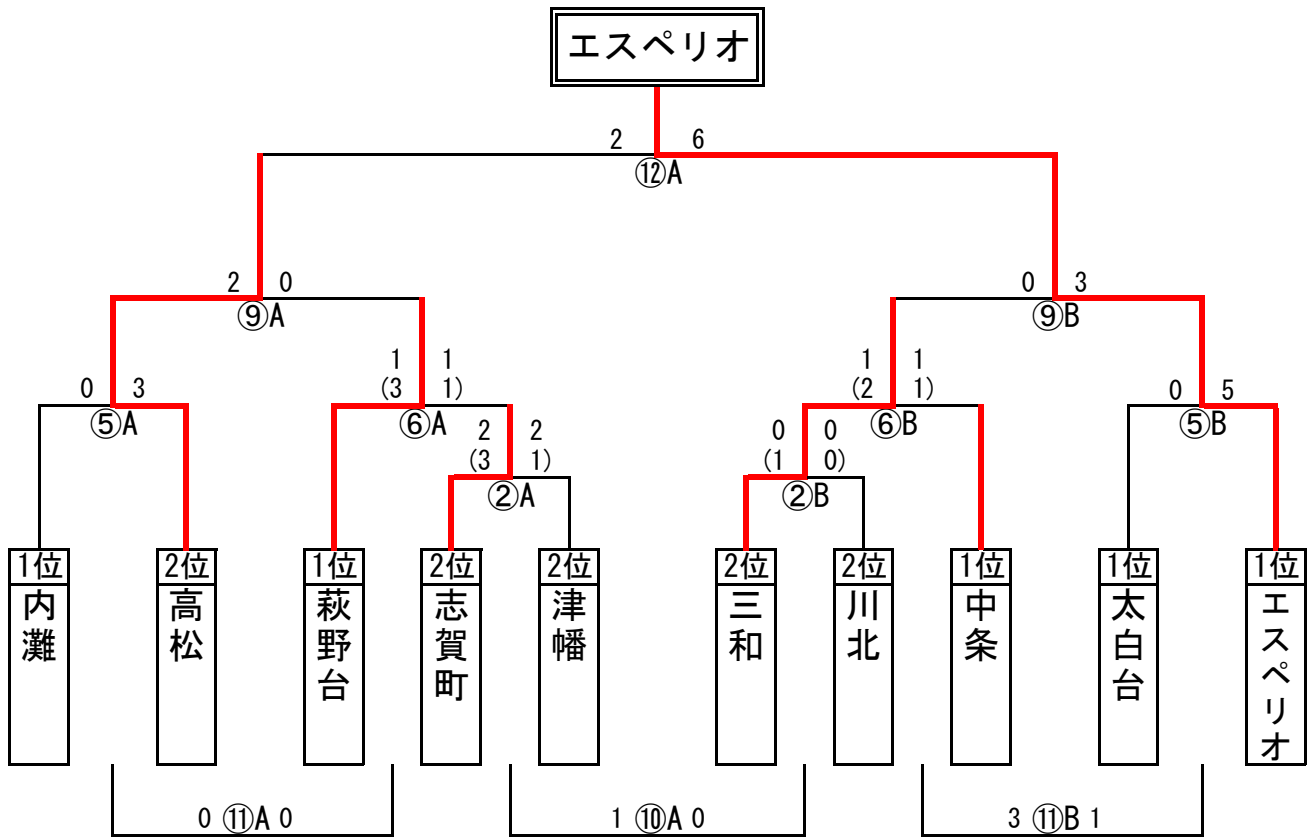 エスペリオ
2 6
⑫A
2 0
⑨A
0 3
⑨B
1 1
(3 1)
⑥A
1 1
(2 1)
⑥B
0 3
⑤A
0 5
⑤B
2 2
(3 1)
②A
0 0
(1 0)
②B
1位
内灘
2位
高松
1位
萩野台
2位
志賀町
2位
津幡
2位
三和
2位
川北
1位
中条
1位
太白台
1位
エスペリオ
0 ⑪A 0
1 ⑩A 0
3 ⑪B 1